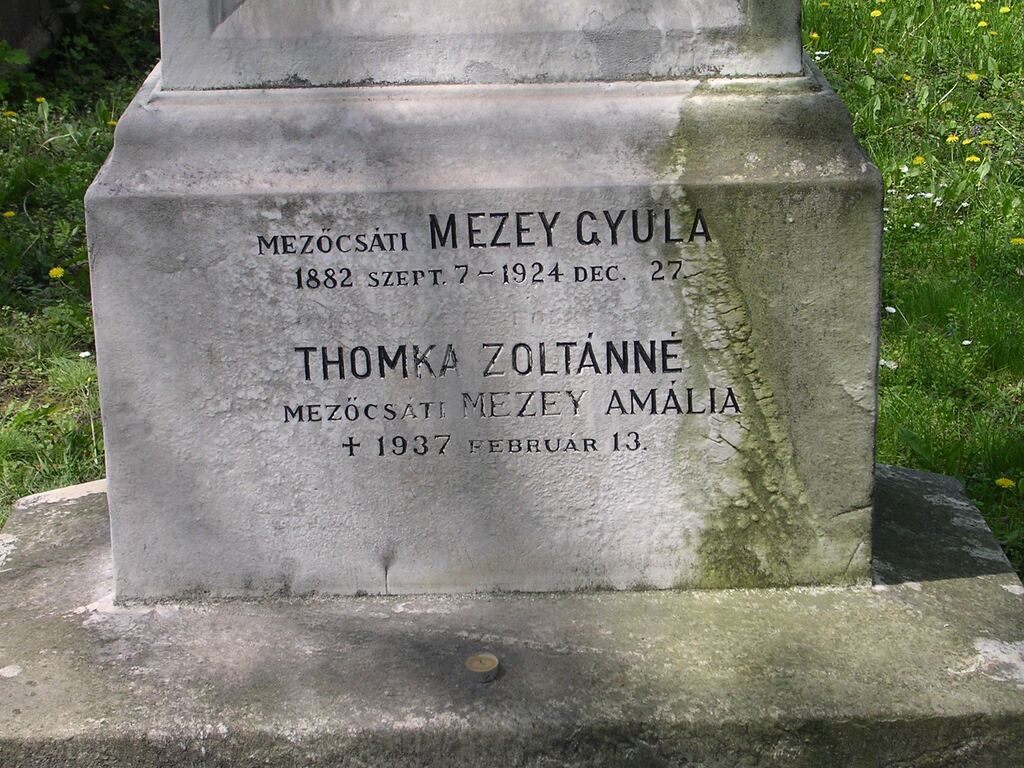 MEZŐCSÁTI MEZEY GYULA
1882 SZEPT. 7 – 1924 DEC. 27.
THOMKA ZOLTÁNNÉ
MEZŐCSÁTI MEZEY AMÁLIA
✝ 1937 FEBRUÁR 13.